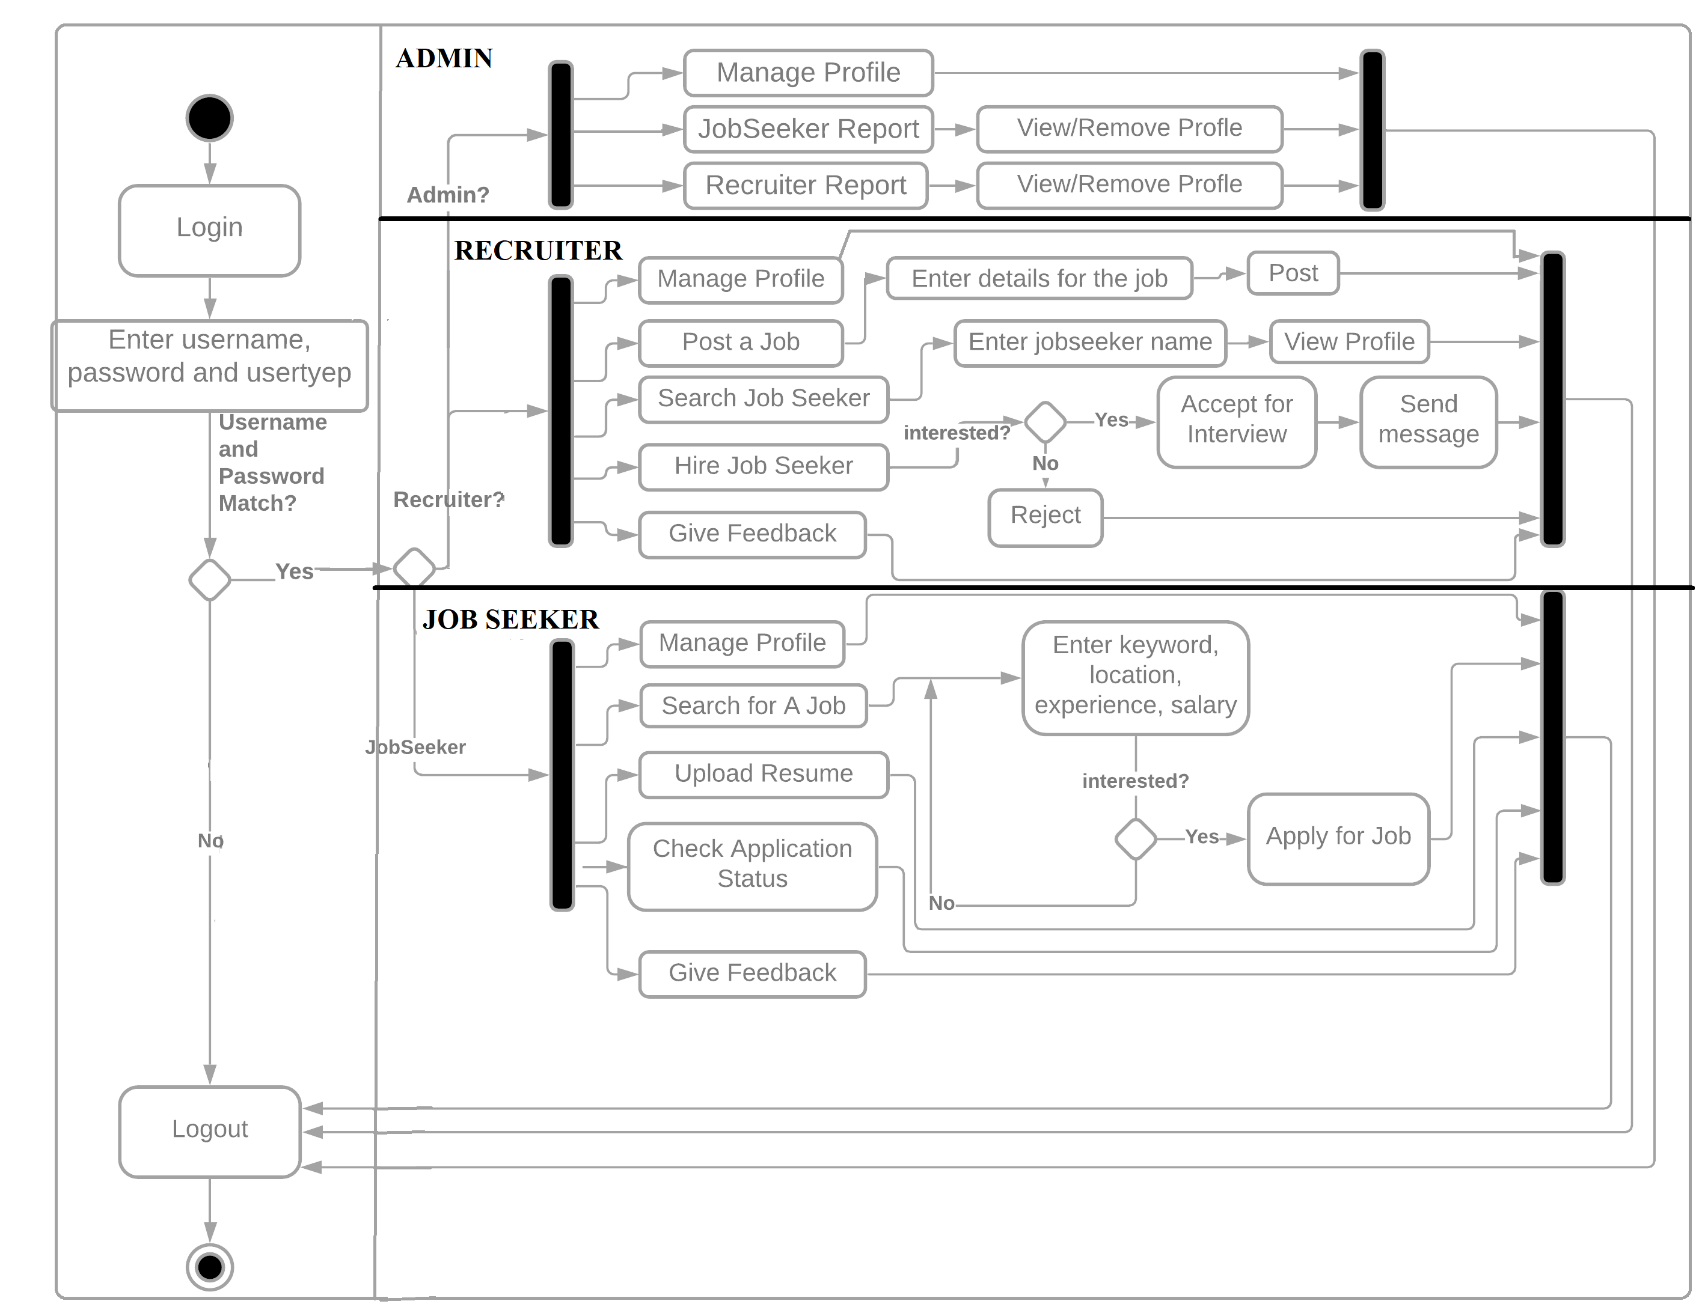 ADMIN
Manage Profile
JobSeeker Report
View/Remove Profle
Recruiter Report
View/Remove Profle
Admin?
Login
Enter username,
password and usertyep
Username
and
Password
Match?
Yes
No
Logout
RECRUITER
Recruiter?
Manage Profile
Enter details for the job
Post
Post a Job
Enter jobseeker name
View Profile
Search Job Seeker
interested?
Yes
Accept for
Interview
Send
message
Hire Job Seeker
No
Reject
Give Feedback
JOB SEEKER
JobSeeker
Manage Profile
Enter keyword,
location,
experience, salary
Search for A Job
Upload Resume
interested?
Check Application
Status
Yes
Apply for Job
No
Give Feedback